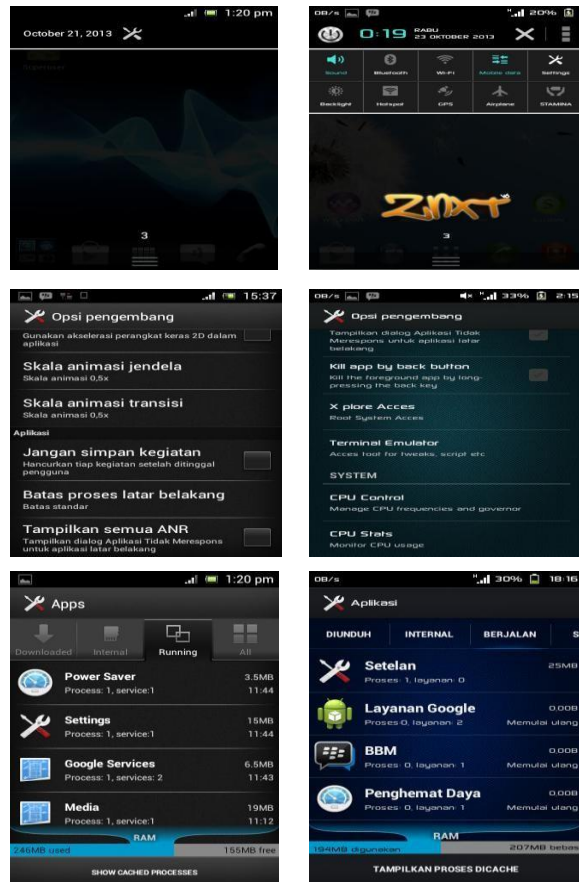 1:20 pm
October 21, 2013
3
0B/s
20%
0:19
RABU
23 OKTOBER 2013
Sound
Bluetooth
Wi-Fi
Mobile data
Settings
Backlight
Hotspot
GPS
Airplane
STAMINA
zinxt
3
15:37
Opsi pengembang
Gunakan akselerasi perangkat keras 2D dalam
aplikasi
Skala animasi jendela
Skala animasi 0,5x
Skala animasi transisi
Skala animasi 0,5x
Aplikasi
Jangan simpan kegiatan
Hancurkan tiap kegiatan setelah ditinggal
pengguna
Batas proses latar belakang
Batas standar
Tampilkan semua ANR
Tampilkan dialog Aplikasi Tidak Merespons
untuk aplikasi latar belakang
0B/s
33%
2:15
Opsi pengembang
Tampilkan dialog Aplikasi Tidak
Merespons untuk aplikasi latar
belakang
Kill app by back button
Kill the foreground app by long-
pressing the back key
X plore Acces
Root System Acces
Terminal Emulator
Acces tool for tweaks, script etc
SYSTEM
CPU Control
Manage CPU frequencies and governor
CPU Stats
Monitor CPU usage
1:20 pm
Apps
Downloaded
Internal
Running
All
Power Saver
3.5MB
Process: 1, service:1
11:44
Settings
15MB
Process: 1, service:1
11:44
Google Services
6.5MB
Process: 1, services: 2
11:43
Media
19MB
Process: 1, service:1
11:12
RAM
246MB used
155MB free
SHOW CACHED PROCESSES
0B/s
30%
18:16
Aplikasi
DIUNDUH
INTERNAL
BERJALAN
S
Setelan
25MB
Proses: 1, layanan: 0
Layanan Google
0,00B
Proses: 0, layanan: 2
Memulai ulang
BBM
0,00B
Proses: 0, layanan: 1
Memulai ulang
Penghemat Daya
0,00B
Proses: 0, layanan: 1
Memulai ulang
RAM
194MB digunakan
207MB bebas
TAMPILKAN PROSES DICACHE